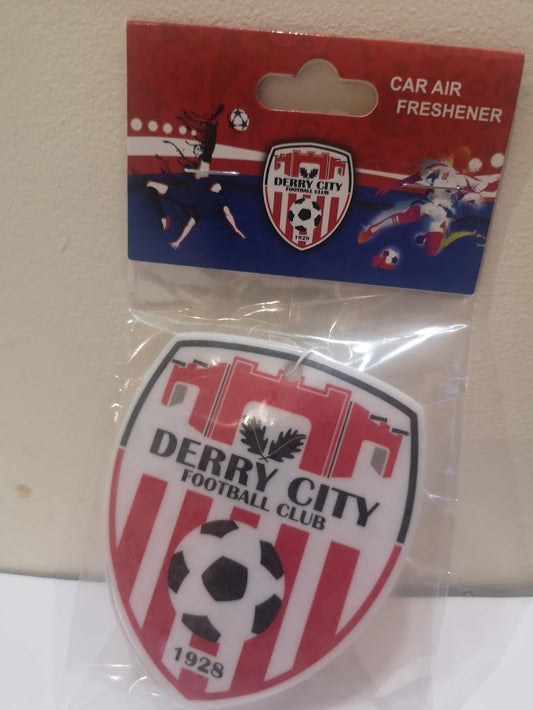 CAR AIR
FRESHENER
DERRY CITY
FOOTBALL CLUB
1928
DERRY CITY
FOOTBALL CLUB
1928